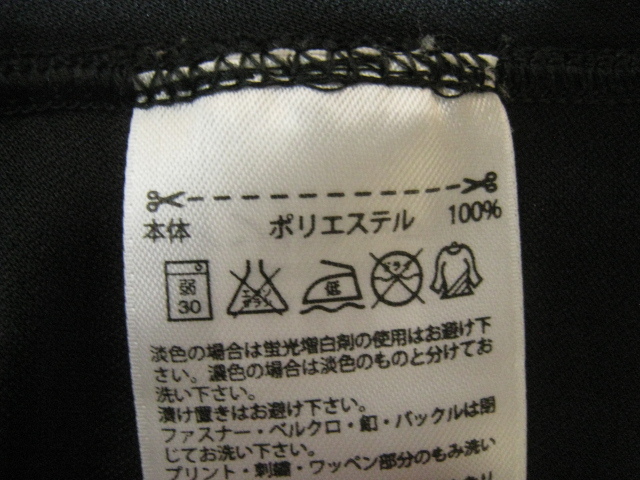 本体 ポリエステル 100%
弱 30 エンソ サラシ 低 ドライ
淡色の場合は蛍光増白剤の使用はお避け下
さい。濃色の場合は淡色のものと分けてお
洗い下さい。
漬け置きはお避け下さい。
ファスナー・ベルクロ・釦・バックルは閉
じてお洗い下さい。
プリント・刺繍・ワッペン部分のもみ洗い